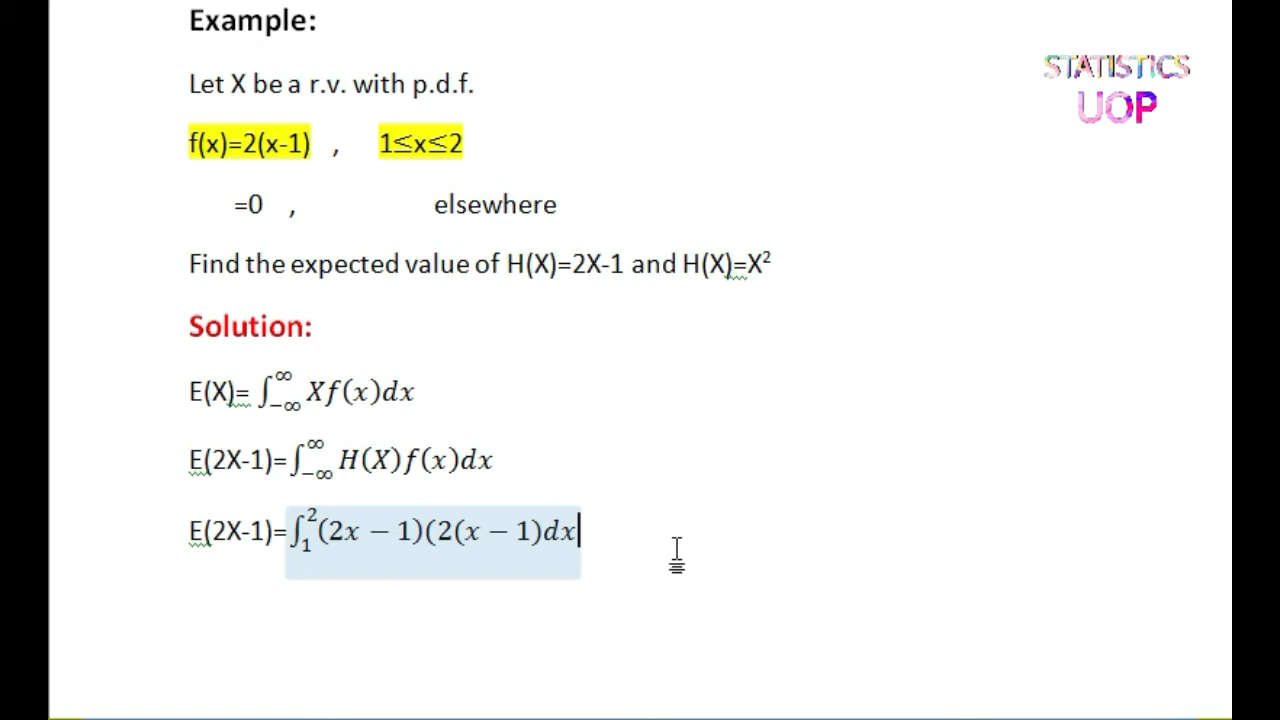 Example:
STATISTICS
UOP
Let X be a r.v. with p.d.f.
f(x)=2(x-1) , 1≤x≤2
=0 , elsewhere
Find the expected value of H(X)=2X-1 and H(X)=X²
Solution:
E(X)= ∫_{-∞}^{∞} Xf(x)dx
E(2X-1)=∫_{-∞}^{∞} H(X)f(x)dx
E(2X-1)=∫_{1}^{2}(2x − 1)(2(x − 1)dx